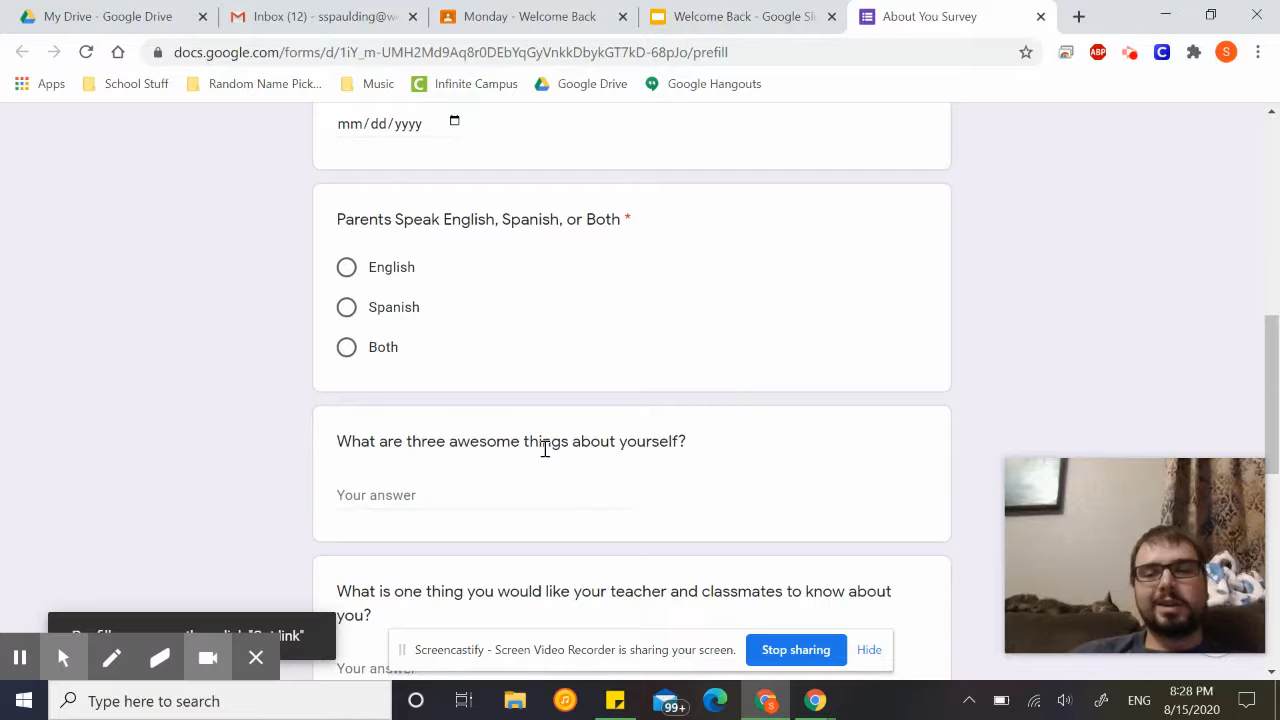 My Drive - Google Drive
Inbox (12) - sspaulding@w
Monday - Welcome Back
Welcome Back - Google Sl
About You Survey
docs.google.com/forms/d/1iY_m-UMH2Md9Aq8r0DEbYqGyVnkkDbykGT7kD-68pJo/prefill
ABP
C
S
Apps
School Stuff
Random Name Pick...
Music
Infinite Campus
Google Drive
Google Hangouts
mm/dd/yyyy
Parents Speak English, Spanish, or Both *
English
Spanish
Both
What are three awesome things about yourself?
Your answer
What is one thing you would like your teacher and classmates to know about
you?
Your answer
Screencastify - Screen Video Recorder is sharing your screen.
Stop sharing
Hide
Type here to search
99+
ENG
8:28 PM
8/15/2020